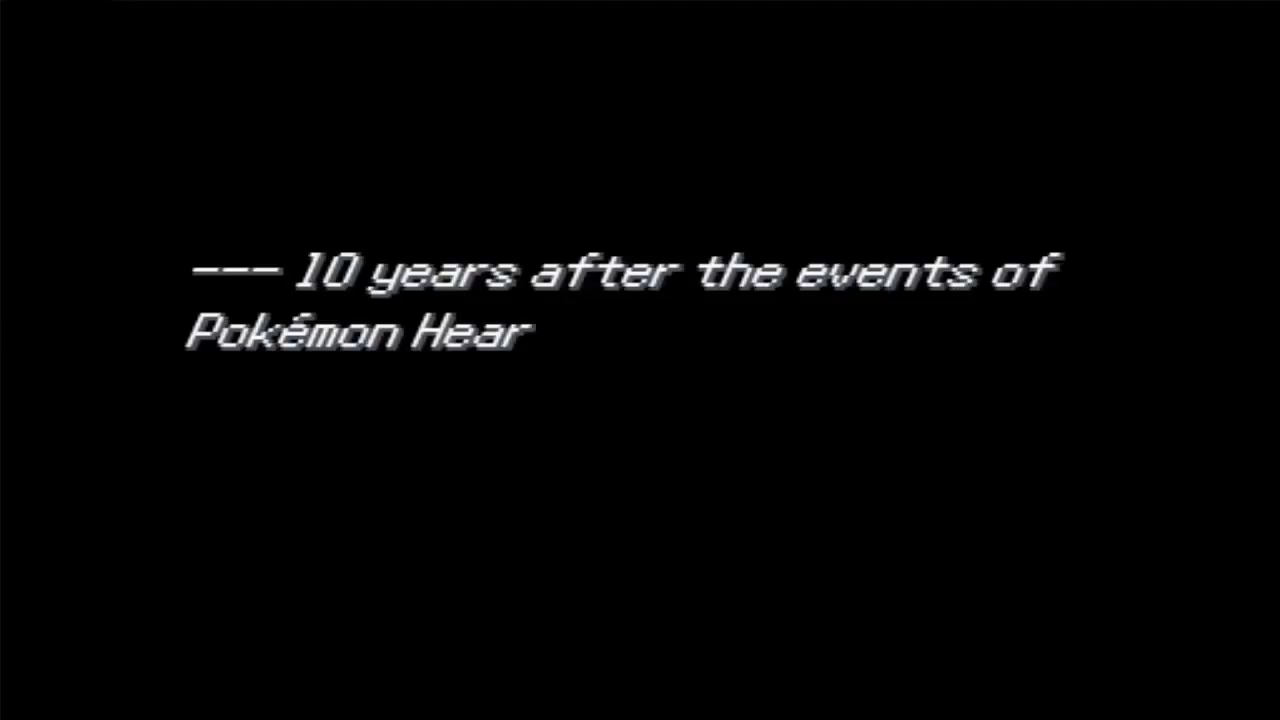 --- 10 years after the events of
Pokémon Hear